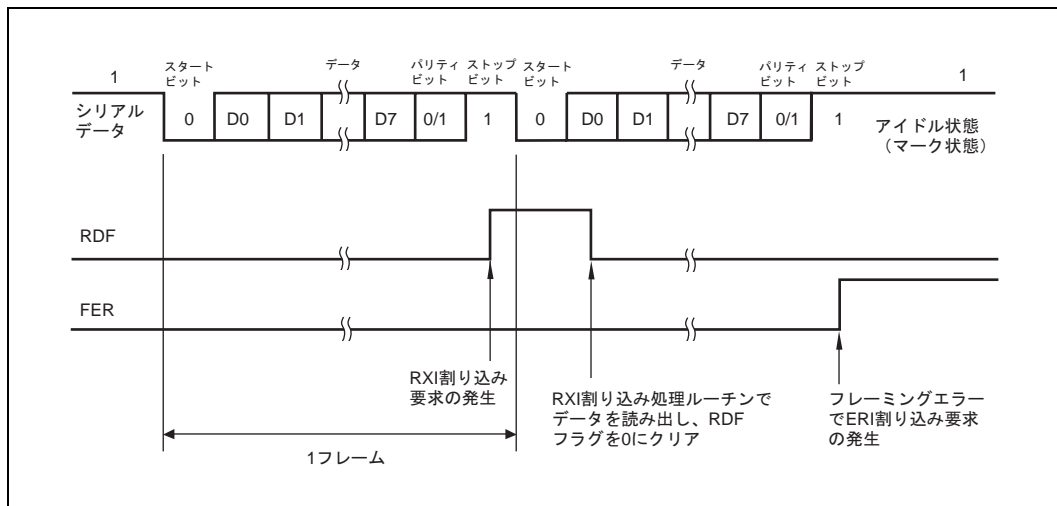 スタート
ビット
データ
パリティ
ビット
ストップ
ビット
スタート
ビット
データ
パリティ
ビット
ストップ
ビット
1
1
シリアル
データ
0
D0
D1
D7
0/1
1
0
D0
D1
D7
0/1
1
アイドル状態
(マーク状態)
RDF
FER
RXI割り込み
要求の発生
RXI割り込み処理ルーチンで
データを読み出し、RDF
フラグを0にクリア
フレーミングエラー
でERI割り込み要求
の発生
1フレーム